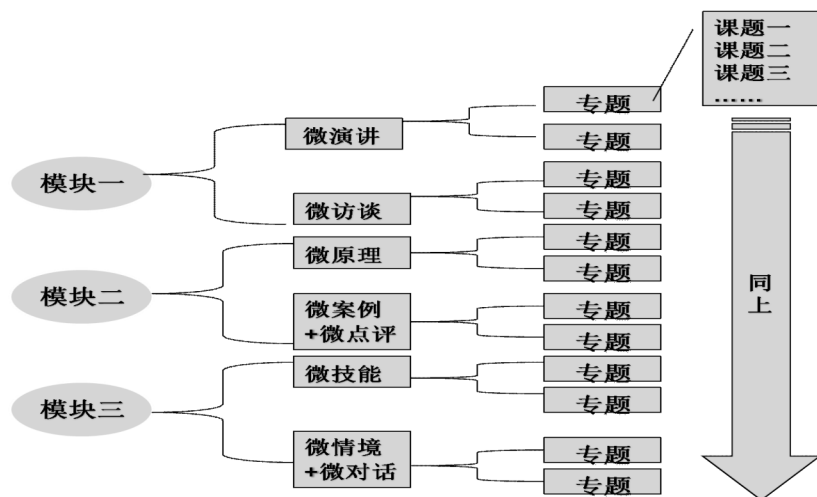 课题一
课题二
课题三
……
专题
微演讲
专题
模块一
专题
微访谈
专题
微原理
专题
专题
模块二
微案例
+微点评
专题
专题
同上
微技能
专题
专题
模块三
微情境
+微对话
专题
专题